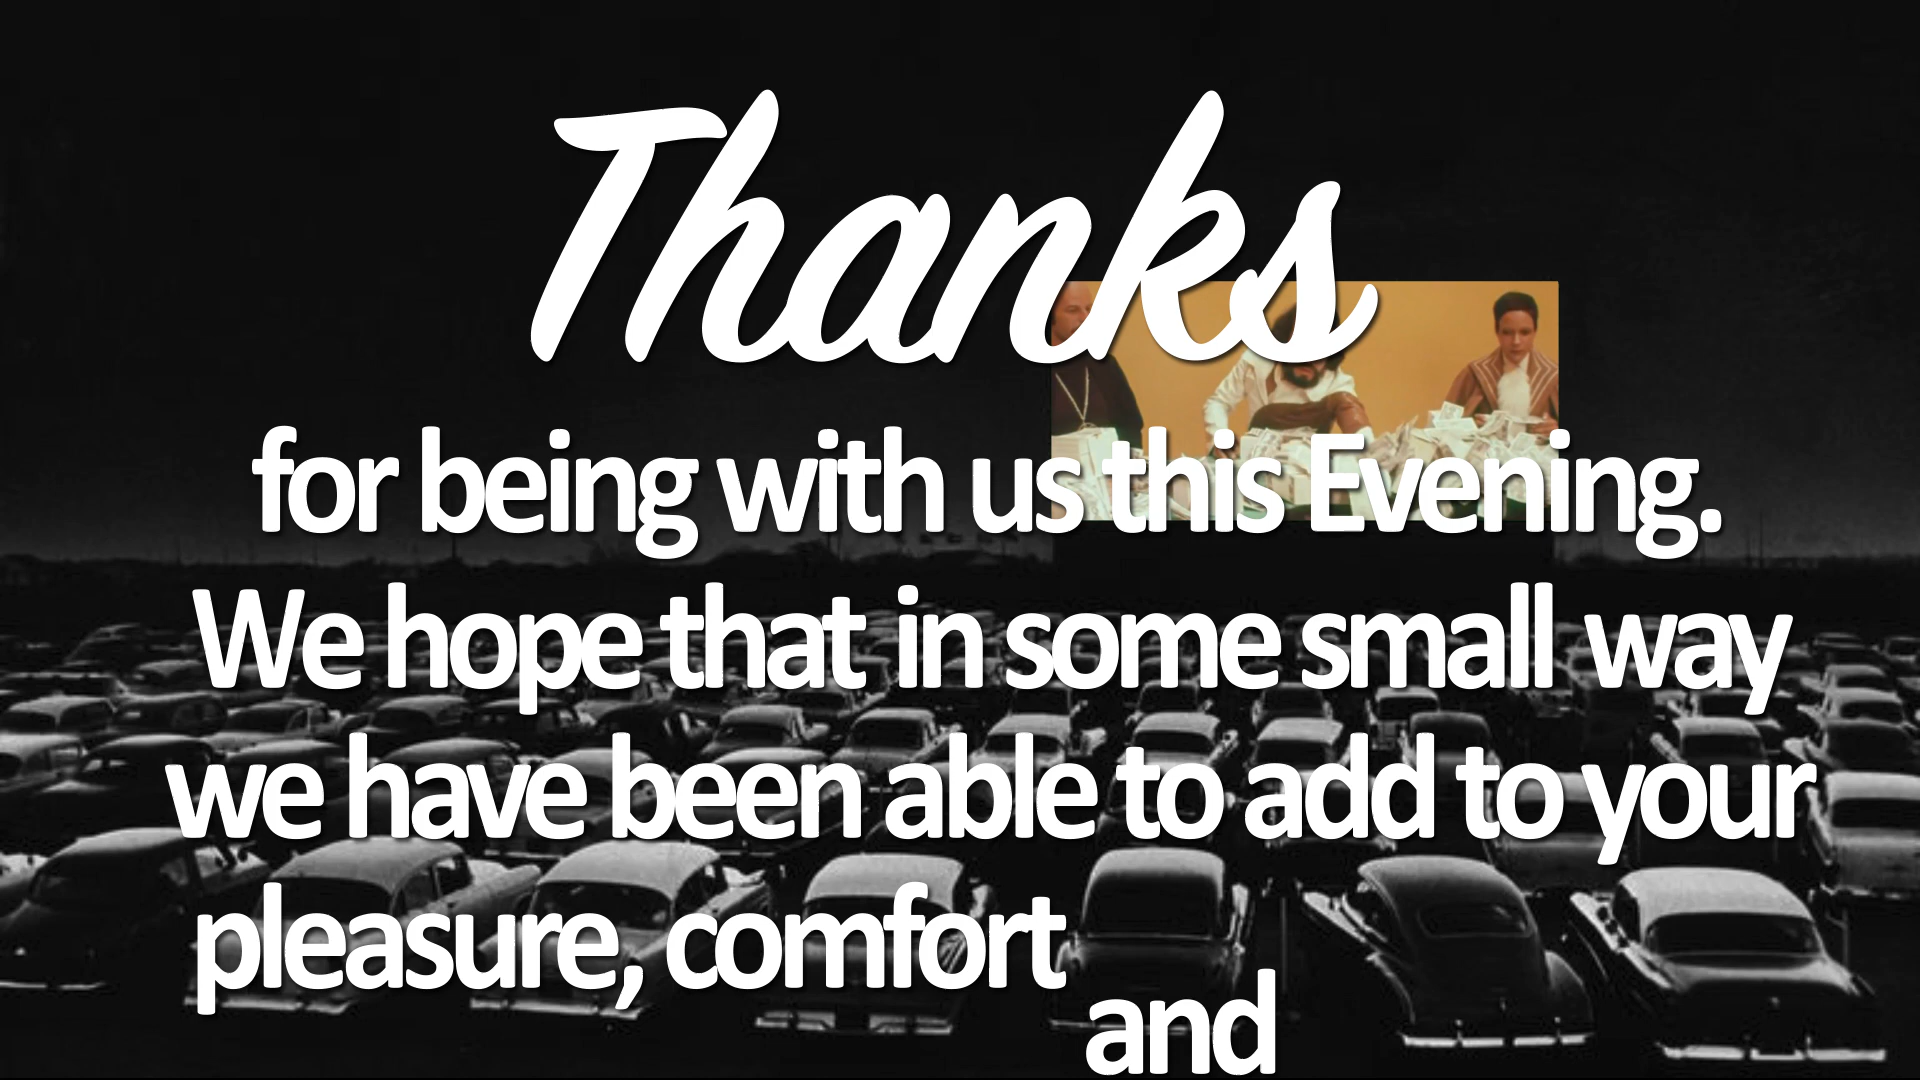 Thanks
for being with us this Evening.
We hope that in some small way
we have been able to add to your
pleasure, comfort
and